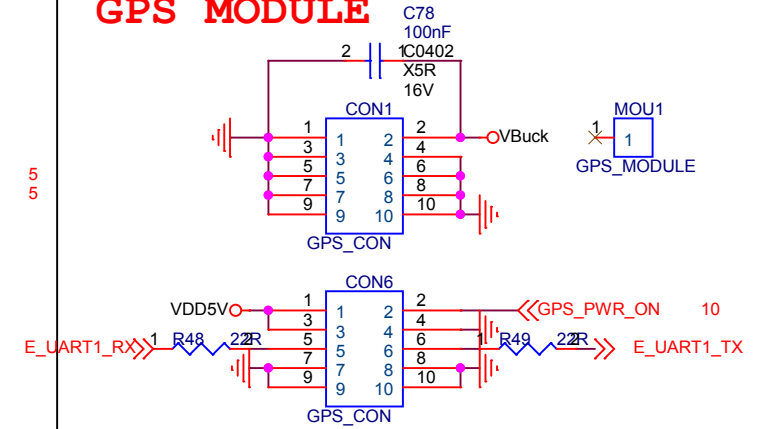 GPS MODULE
C78
100nF
2 1 C0402
X5R
16V
CON1
MOU1
1 1 2 2 VBuck 1 1
3 3 4 4
GPS_MODULE
5 5 5 6 6
5 7 7 8 8
9 9 10 10
GPS_CON
CON6
VDD5V 1 1 2 2 GPS_PWR_ON 10
3 3 4 4
E_UART1_RX 1 R48 22R 2 5 5 6 6 1 R49 22R 2 E_UART1_TX
7 7 8 8
9 9 10 10
GPS_CON